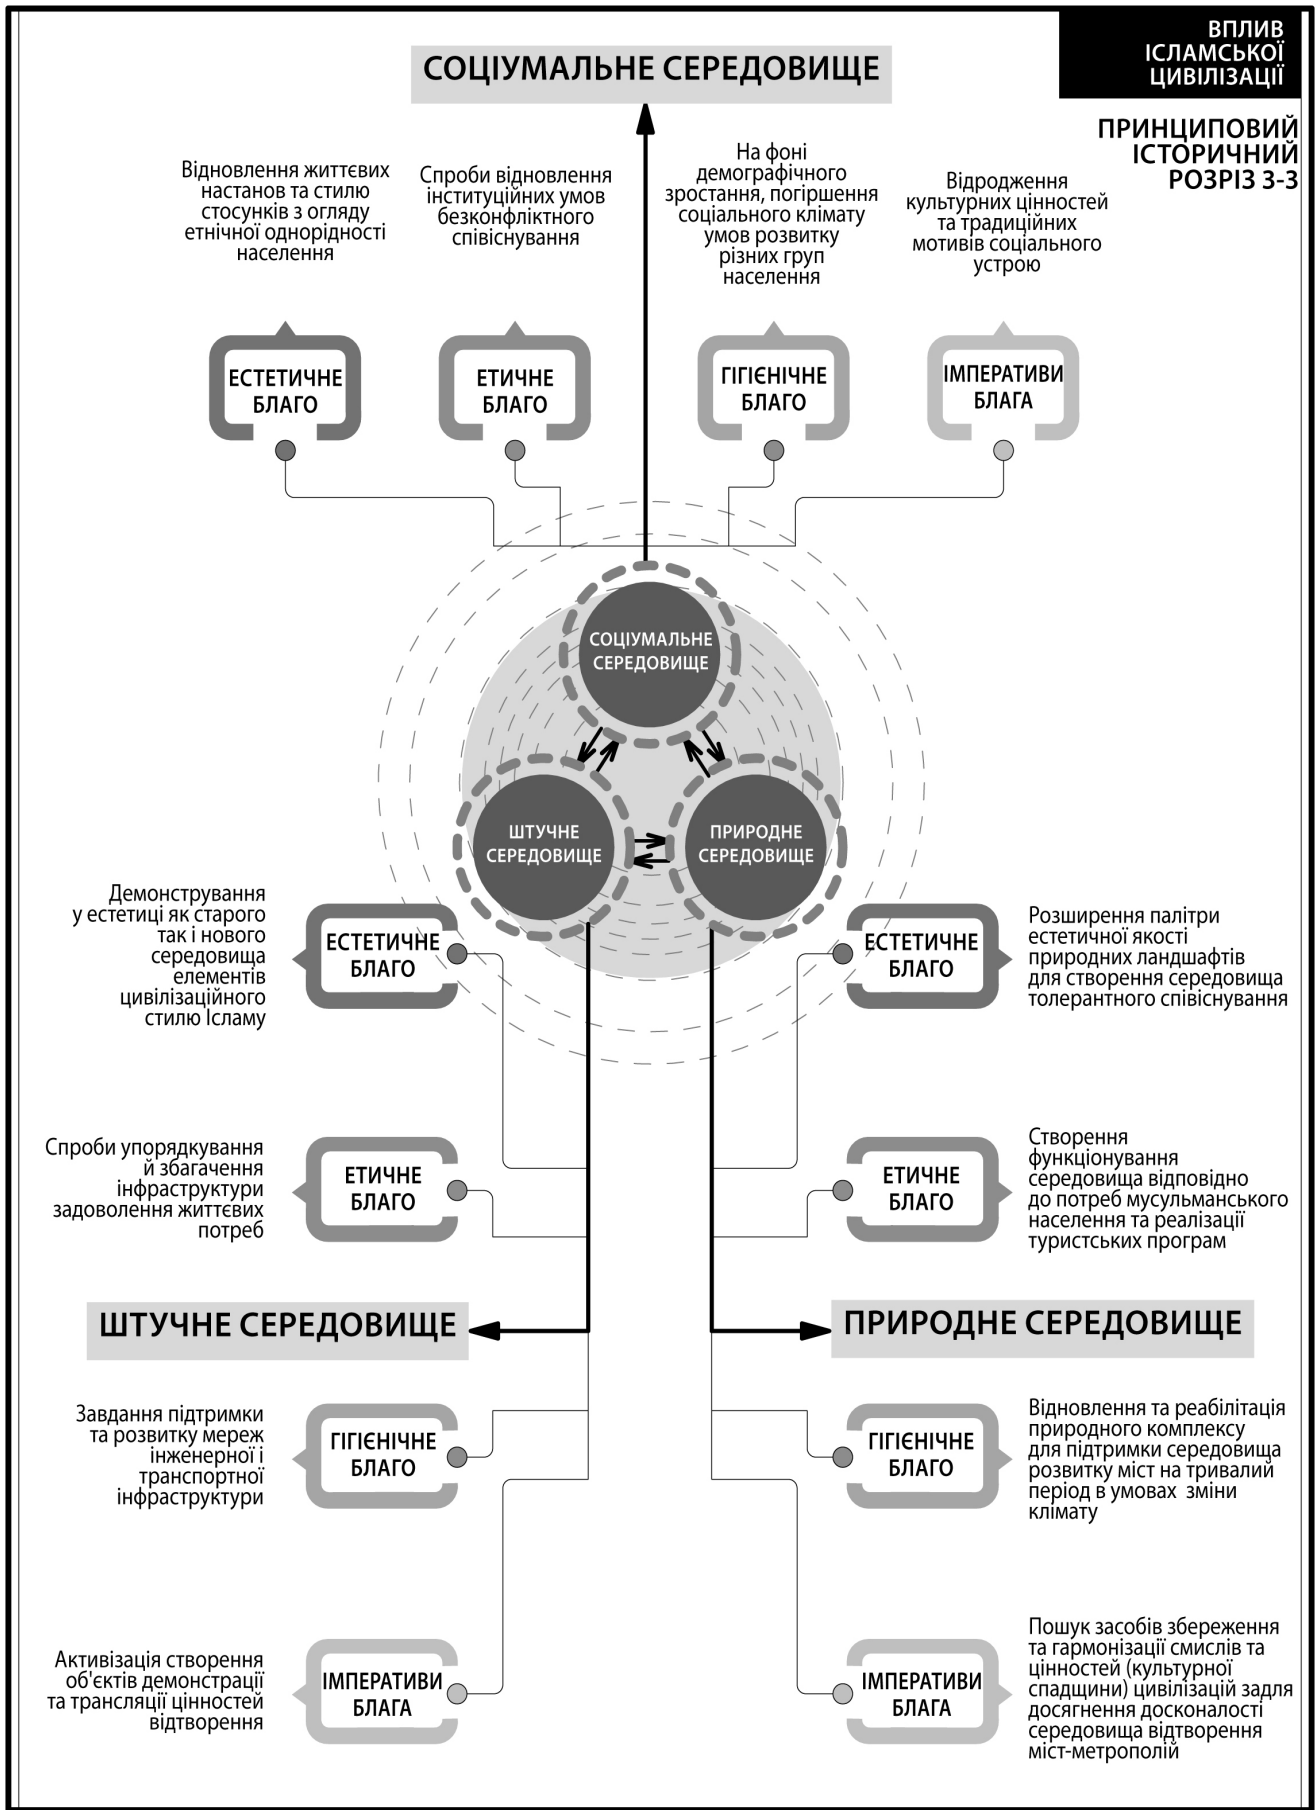 ВПЛИВ
ІСЛАМСЬКОЇ
ЦИВІЛІЗАЦІЇ
ПРИНЦИПОВИЙ
ІСТОРИЧНИЙ
РОЗРІЗ 3-3
СОЦІУМАЛЬНЕ СЕРЕДОВИЩЕ
Відновлення життєвих
настанов та стилю
стосунків з огляду
етнічної однорідності
населення
Спроби відновлення
інституційних умов
безконфліктного
співіснування
На фоні
демографічного
зростання, погіршення
соціального клімату
умов розвитку
різних груп
населення
Відродження
культурних цінностей
та традиційних
мотивів соціального
устрою
ЕСТЕТИЧНЕ
БЛАГО
ЕТИЧНЕ
БЛАГО
ГІГІЄНІЧНЕ
БЛАГО
ІМПЕРАТИВИ
БЛАГА
СОЦІУМАЛЬНЕ
СЕРЕДОВИЩЕ
ШТУЧНЕ
СЕРЕДОВИЩЕ
ПРИРОДНЕ
СЕРЕДОВИЩЕ
Демонстрування
у естетиці як старого
так і нового
середовища
елементів
цивілізаційного
стилю Ісламу
ЕСТЕТИЧНЕ
БЛАГО
ЕСТЕТИЧНЕ
БЛАГО
Розширення палітри
естетичної якості
природних ландшафтів
для створення середовища
толерантного співіснування
Спроби упорядкування
й збагачення
інфраструктури
задоволення життєвих
потреб
ЕТИЧНЕ
БЛАГО
ЕТИЧНЕ
БЛАГО
Створення
функціонування
середовища відповідно
до потреб мусульманського
населення та реалізації
туристських програм
ШТУЧНЕ СЕРЕДОВИЩЕ
ПРИРОДНЕ СЕРЕДОВИЩЕ
Завдання підтримки
та розвитку мереж
інженерної і
транспортної
інфраструктури
ГІГІЄНІЧНЕ
БЛАГО
ГІГІЄНІЧНЕ
БЛАГО
Відновлення та реабілітація
природного комплексу
для підтримки середовища
розвитку міст на тривалий
період в умовах зміни
клімату
Активізація створення
об'єктів демонстрації
та трансляції цінностей
відтворення
ІМПЕРАТИВИ
БЛАГА
ІМПЕРАТИВИ
БЛАГА
Пошук засобів збереження
та гармонізації смислів та
цінностей (культурної
спадщини) цивілізацій задля
досягнення досконалості
середовища відтворення
міст-метрополій